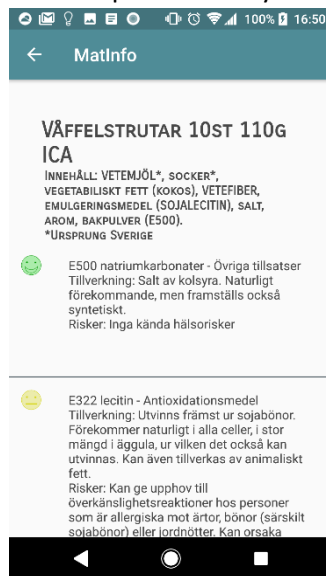 100% 16:50
MatInfo
VÅFFELSTRUTAR 10ST 110G
ICA
INNEHÅLL: VETEMJÖL*, SOCKER*,
VEGETABILISKT FETT (KOKOS), VETEFIBER,
EMULGERINGSMEDEL (SOJALECITIN), SALT,
AROM, BAKPULVER (E500).
*URSPRUNG SVERIGE
E500 natriumkarbonater - Övriga tillsatser
Tillverkning: Salt av kolsyra. Naturligt
förekommande, men framställs också
syntetiskt.
Risker: Inga kända hälsorisker
E322 lecitin - Antioxidationsmedel
Tillverkning: Utvinns främst ur sojabönor.
Förekommer naturligt i alla celler, i stor
mängd i äggula, ur vilken det också kan
utvinnas. Kan även tillverkas av animaliskt
fett.
Risker: Kan ge upphov till
överkänslighetsreaktioner hos personer
som är allergiska mot ärtor, bönor (särskilt
sojabönor) eller jordnötter. Kan orsaka